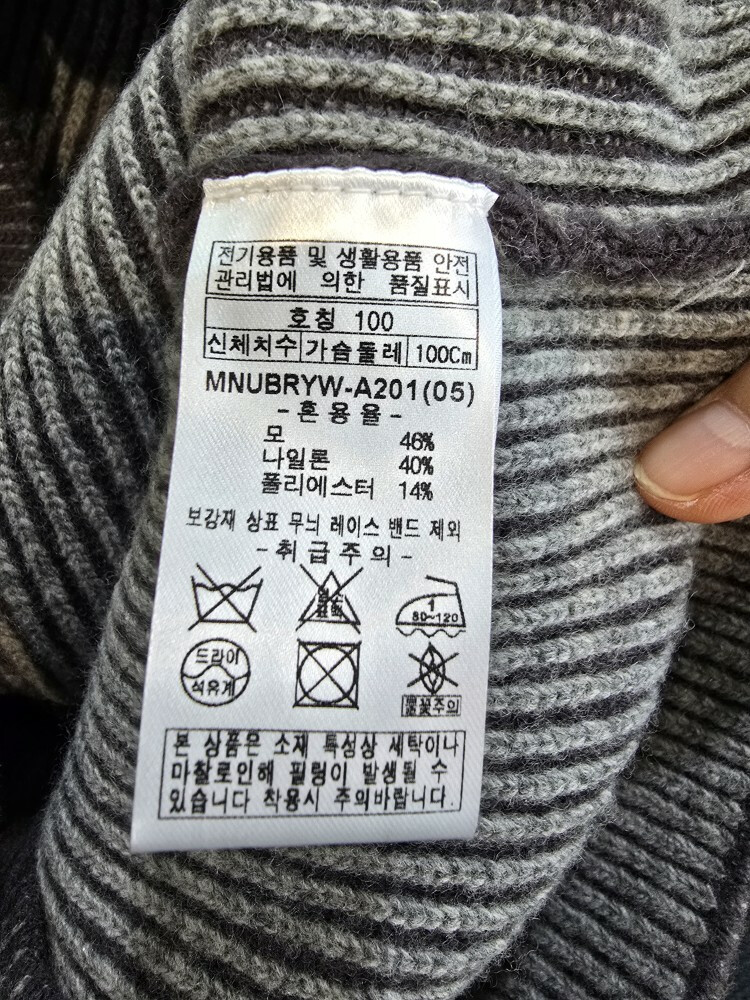 전기용품 및 생활용품 안전
관리법에 의한 품질표시
호칭 100
신체치수 가슴둘레 100Cm
MNUBRYW-A201(05)
- 혼용율 -
모 46%
나일론 40%
폴리에스터 14%
보강재 상표 무늬 레이스 밴드 제외
- 취급주의 -
염소
표백
1
80~120
드라이
석유계
불꽃주의
본 상품은 소재 특성상 세탁이나
마찰로인해 필링이 발생될 수
있습니다 착용시 주의바랍니다.